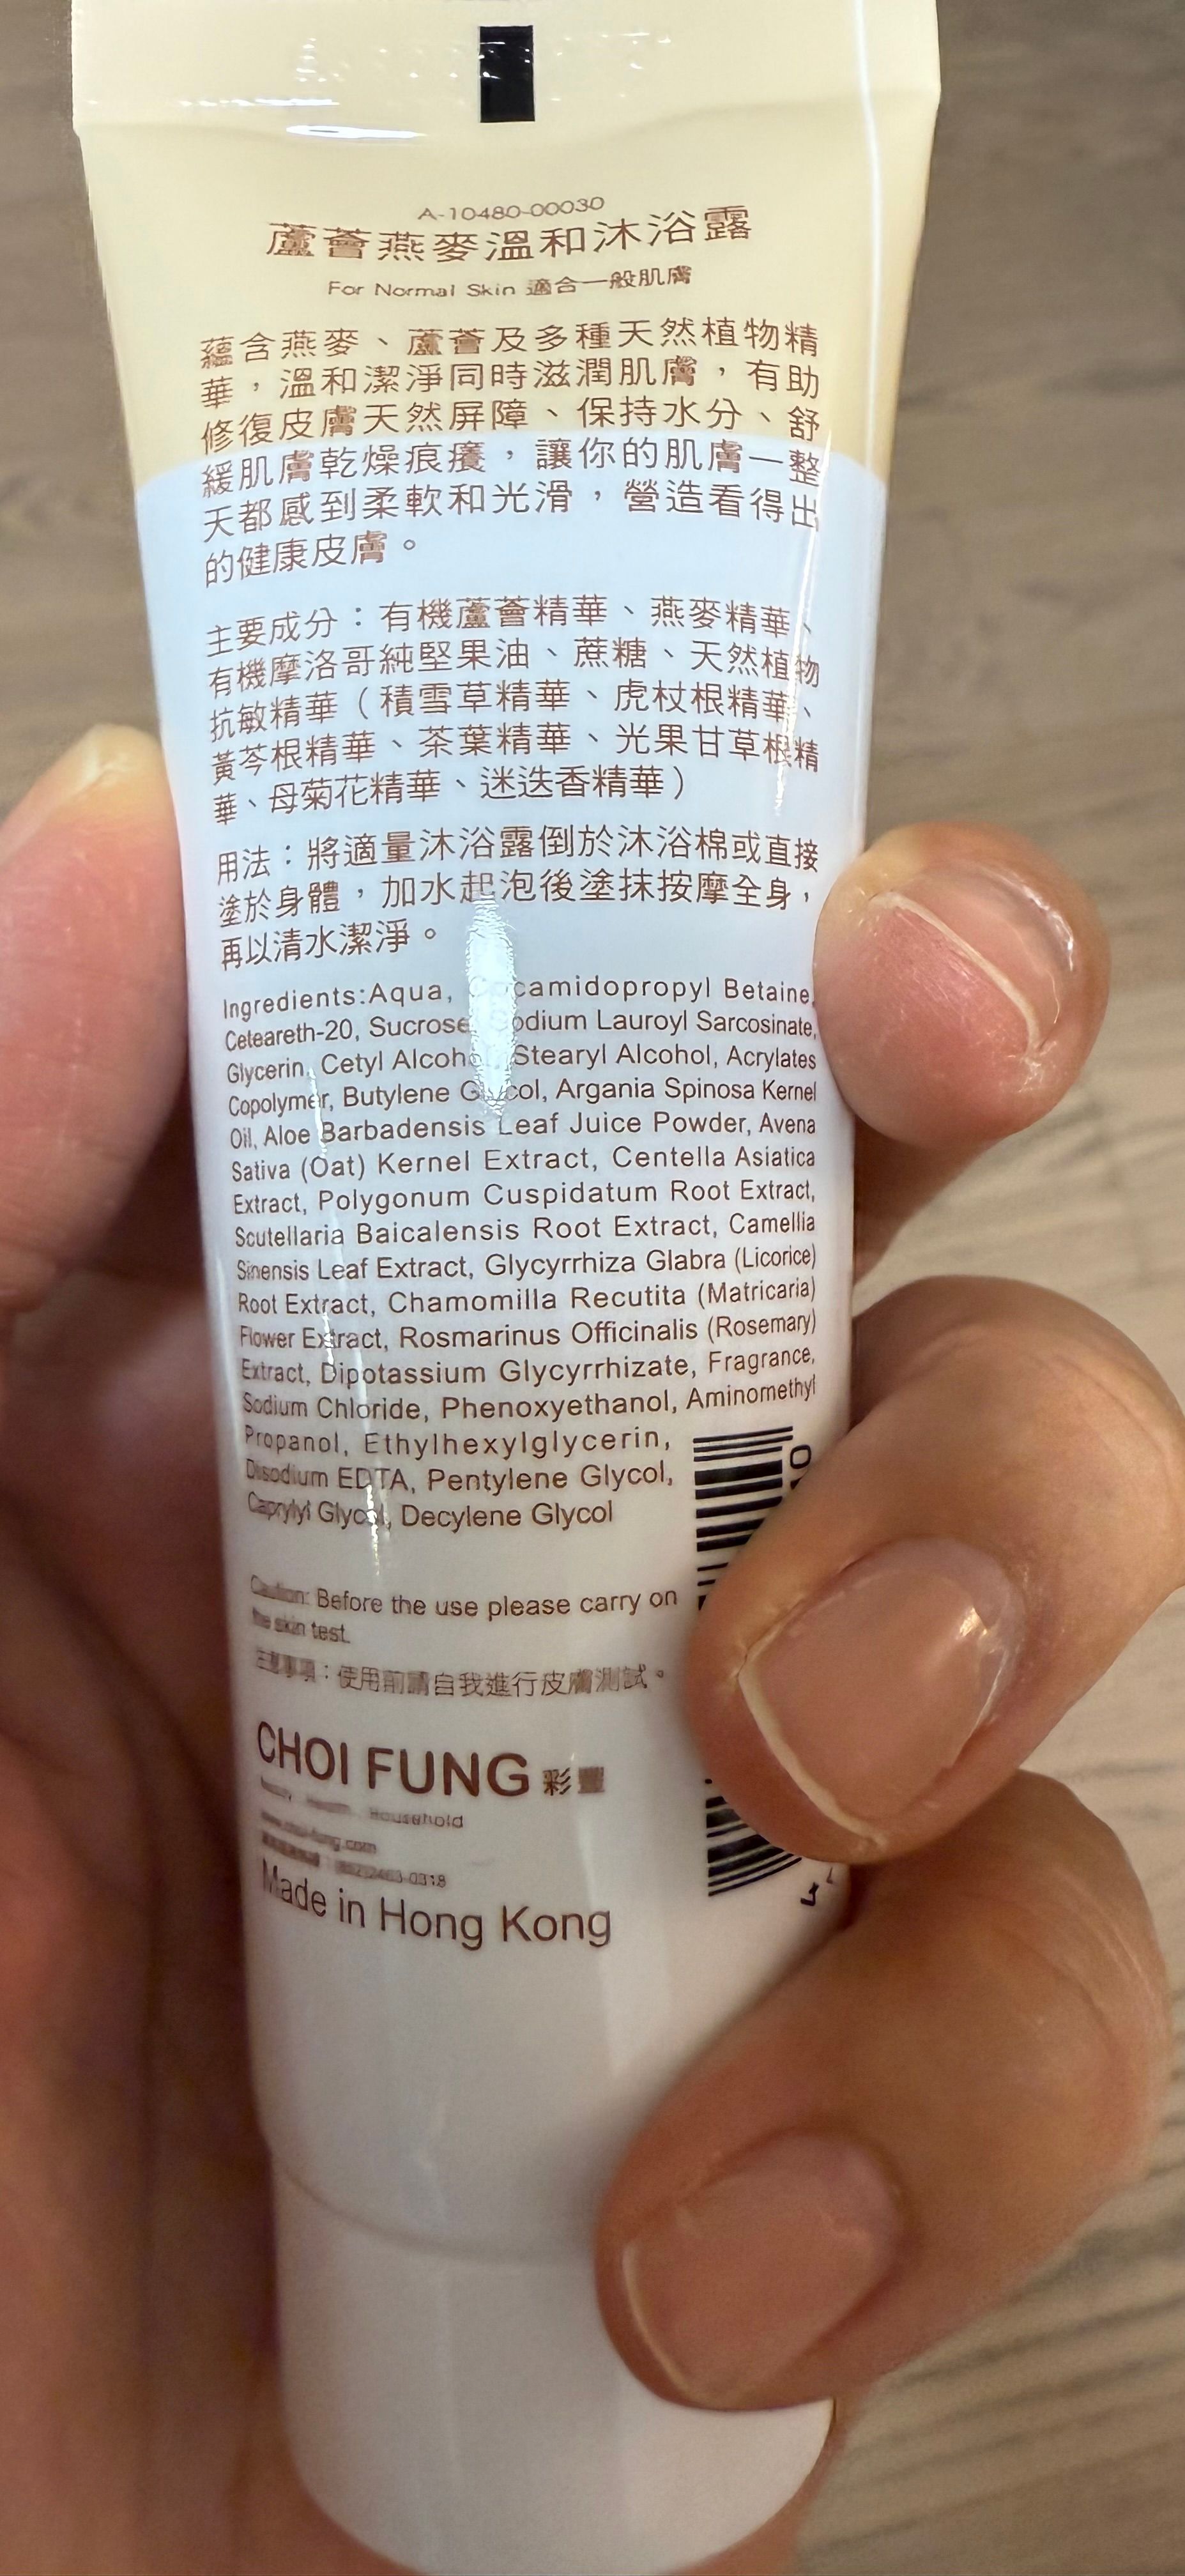 A-10480-00030
蘆薈燕麥溫和沐浴露
For Normal Skin 適合一般肌膚
蘊含燕麥、蘆薈及多種天然植物精
華，溫和潔淨同時滋潤肌膚，有助
修復皮膚天然屏障、保持水分、舒
緩肌膚乾燥痕癢，讓你的肌膚一整
天都感到柔軟和光滑，營造看得出
的健康皮膚。
主要成分：有機蘆薈精華、燕麥精華、
有機摩洛哥純堅果油、蔗糖、天然植物
抗敏精華（積雪草精華、虎杖根精華、
黃芩根精華、茶葉精華、光果甘草根精
華、母菊花精華、迷迭香精華）
用法：將適量沐浴露倒於沐浴棉或直接
塗於身體，加水起泡後塗抹按摩全身，
再以清水潔淨。
Ingredients:Aqua, Cocamidopropyl Betaine,
Ceteareth-20, Sucrose, Sodium Lauroyl Sarcosinate,
Glycerin, Cetyl Alcohol, Stearyl Alcohol, Acrylates
Copolymer, Butylene Glycol, Argania Spinosa Kernel
Oil, Aloe Barbadensis Leaf Juice Powder, Avena
Sativa (Oat) Kernel Extract, Centella Asiatica
Extract, Polygonum Cuspidatum Root Extract,
Scutellaria Baicalensis Root Extract, Camellia
Sinensis Leaf Extract, Glycyrrhiza Glabra (Licorice)
Root Extract, Chamomilla Recutita (Matricaria)
Flower Extract, Rosmarinus Officinalis (Rosemary)
Extract, Dipotassium Glycyrrhizate, Fragrance,
Sodium Chloride, Phenoxyethanol, Aminomethyl
Propanol, Ethylhexylglycerin,
Disodium EDTA, Pentylene Glycol,
Caprylyl Glycol, Decylene Glycol
Caution: Before the use please carry on
the skin test.
注意事項：使用前請自我進行皮膚測試。
CHOI FUNG 彩豐
Household
www.choi-fung.com
Made in Hong Kong